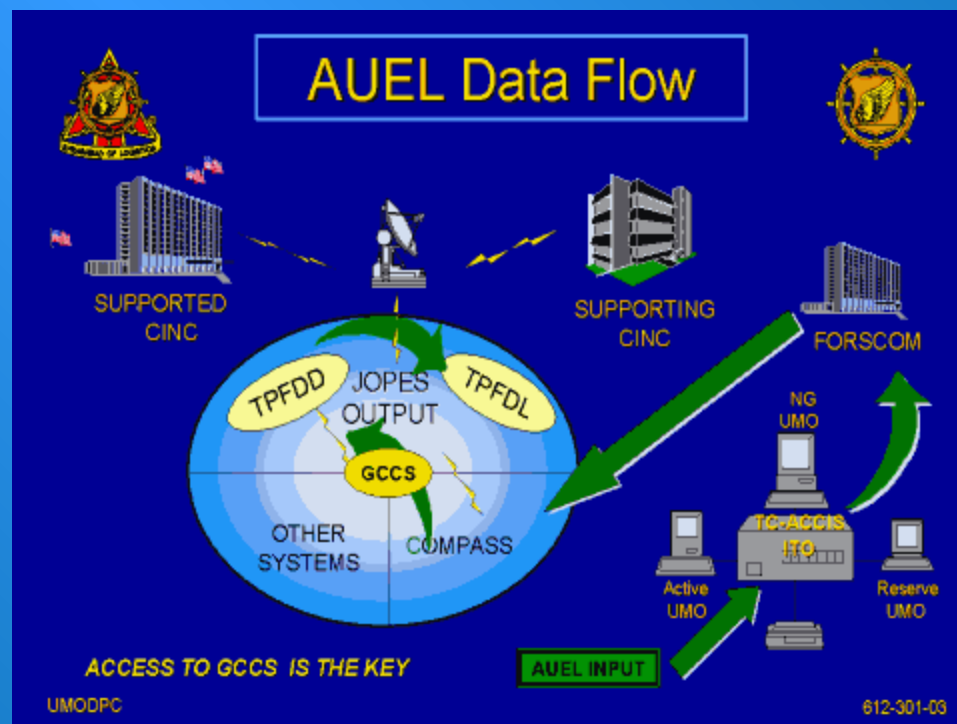 AUEL Data Flow
SUPPORTED
CINC
SUPPORTING
CINC
FORSCOM
TPFDD
JOPES
OUTPUT
TPFDL
GCCS
OTHER
SYSTEMS
COMPASS
NG
UMO
TC-ACCIS
ITO
Active
UMO
Reserve
UMO
AUEL INPUT
ACCESS TO GCCS IS THE KEY
UMODPC
612-301-03